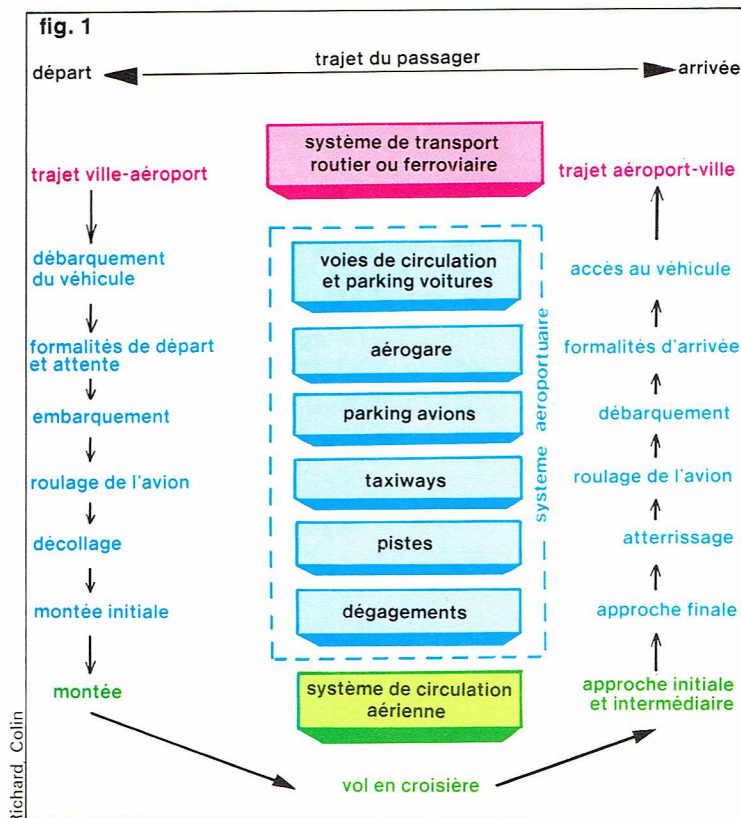 fig. 1
trajet du passager
départ
arrivée
système de transport
routier ou ferroviaire
trajet ville-aéroport
trajet aéroport-ville
débarquement
du véhicule
voies de circulation
et parking voitures
accès au véhicule
formalités de départ
et attente
aérogare
formalités d'arrivée
embarquement
parking avions
débarquement
roulage de l'avion
taxiways
roulage de l'avion
décollage
pistes
atterrissage
montée initiale
dégagements
approche finale
système aeroportuaire
montée
système de circulation
aérienne
approche initiale
et intermédiaire
vol en croisière
Richard Colin